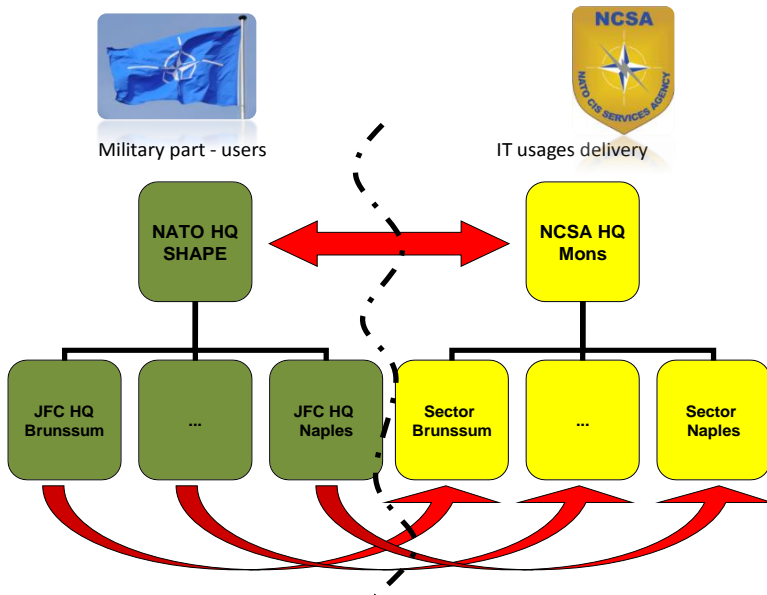 NCSA
NATO CIS SERVICES AGENCY
Military part - users
IT usages delivery
NATO HQ
SHAPE
NCSA HQ
Mons
JFC HQ
Brunssum
...
JFC HQ
Naples
Sector
Brunssum
...
Sector
Naples